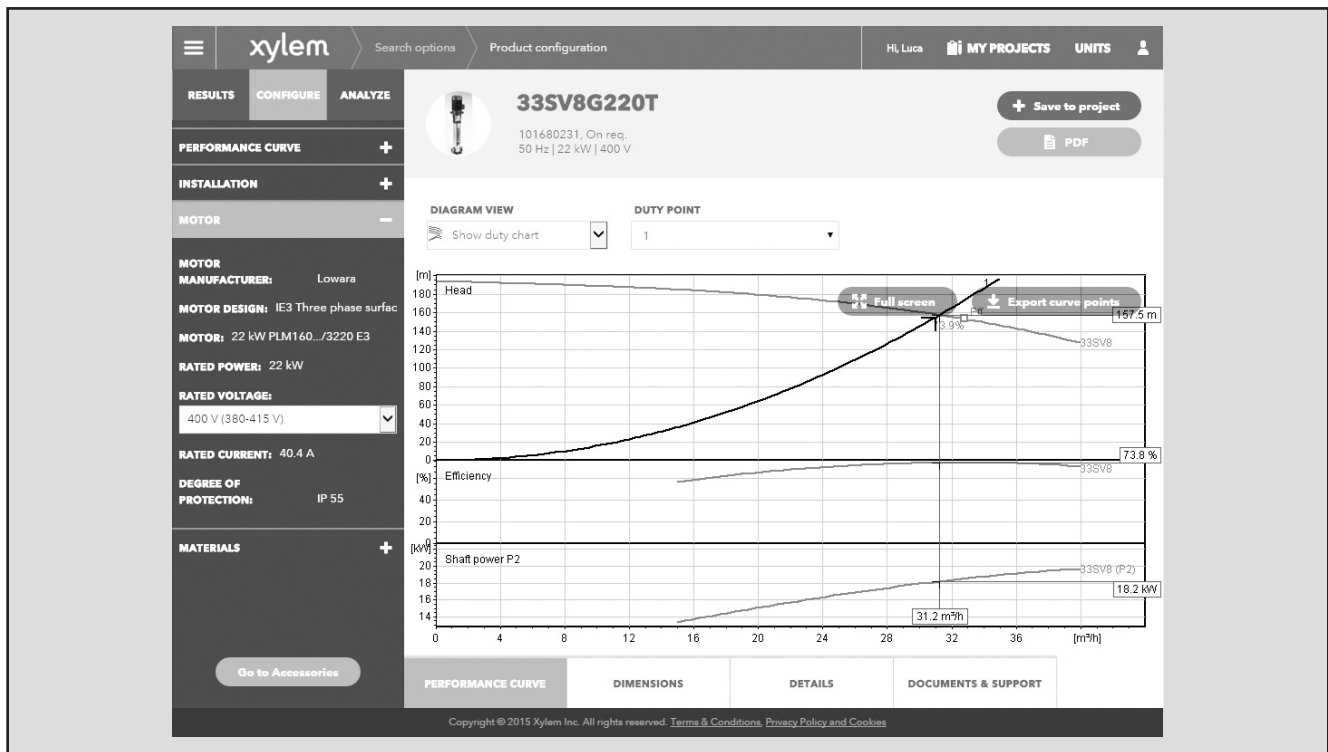 xylem
Search options
Product configuration
Hi, Luca
MY PROJECTS
UNITS
RESULTS
CONFIGURE
ANALYZE
33SV8G220T
101680231, On req.
50 Hz | 22 kW | 400 V
+ Save to project
PDF
PERFORMANCE CURVE +
INSTALLATION +
MOTOR −
MOTOR
MANUFACTURER: Lowara
MOTOR DESIGN: IE3 Three phase surfac
MOTOR: 22 kW PLM160.../3220 E3
RATED POWER: 22 kW
RATED VOLTAGE:
400 V (380-415 V)
RATED CURRENT: 40.4 A
DEGREE OF
PROTECTION: IP 55
MATERIALS +
Go to Accessories
DIAGRAM VIEW
Show duty chart
DUTY POINT
1
[m]
Head
180
160
140
120
100
80
60
40
20
0
1
Full screen
Export curve points
Eff
157.5 m
3.9%
33SV8
73.8 %
[%]
Efficiency
33SV8
40
20
0
[kW]
Shaft power P2
20
18
16
14
33SV8 (P2)
18.2 kW
31.2 m³/h
0 4 8 12 16 20 24 28 32 36 [m³/h]
PERFORMANCE CURVE
DIMENSIONS
DETAILS
DOCUMENTS & SUPPORT
Copyright © 2015 Xylem Inc. All rights reserved. Terms & Conditions, Privacy Policy and Cookies